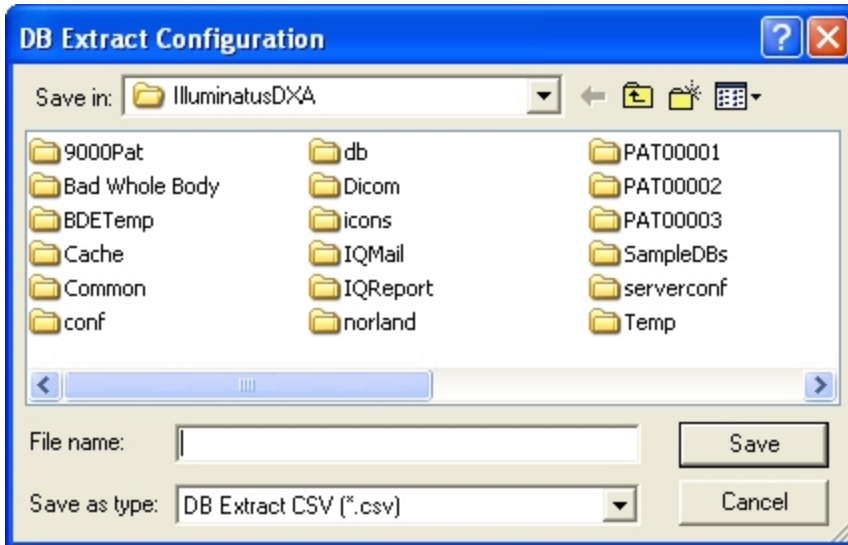 DB Extract Configuration
Save in: IlluminatusDXA
9000Pat db PAT00001
Bad Whole Body Dicom PAT00002
BDETemp icons PAT00003
Cache IQMail SampleDBs
Common IQReport serverconf
conf norland Temp
File name: Save
Save as type: DB Extract CSV (*.csv) Cancel